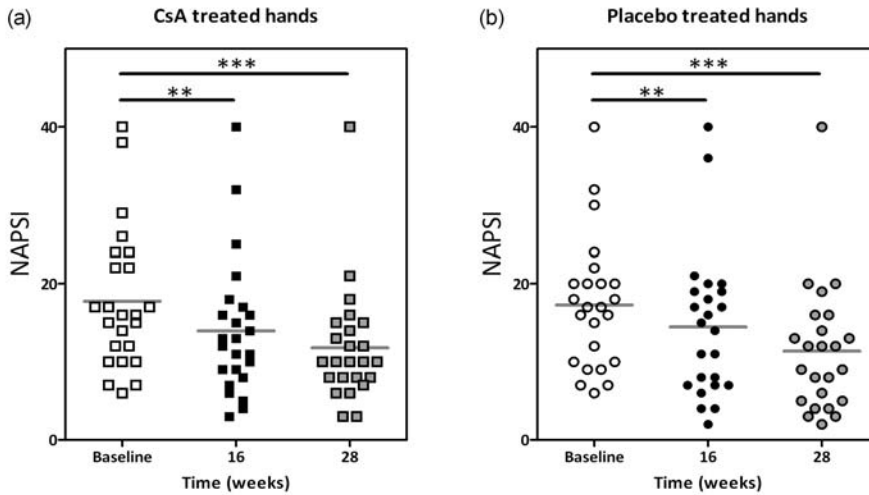 (a) CsA treated hands
***
**
40
20
0
NAPSI
Baseline 16 28
Time (weeks)
(b) Placebo treated hands
***
**
40
20
0
NAPSI
Baseline 16 28
Time (weeks)